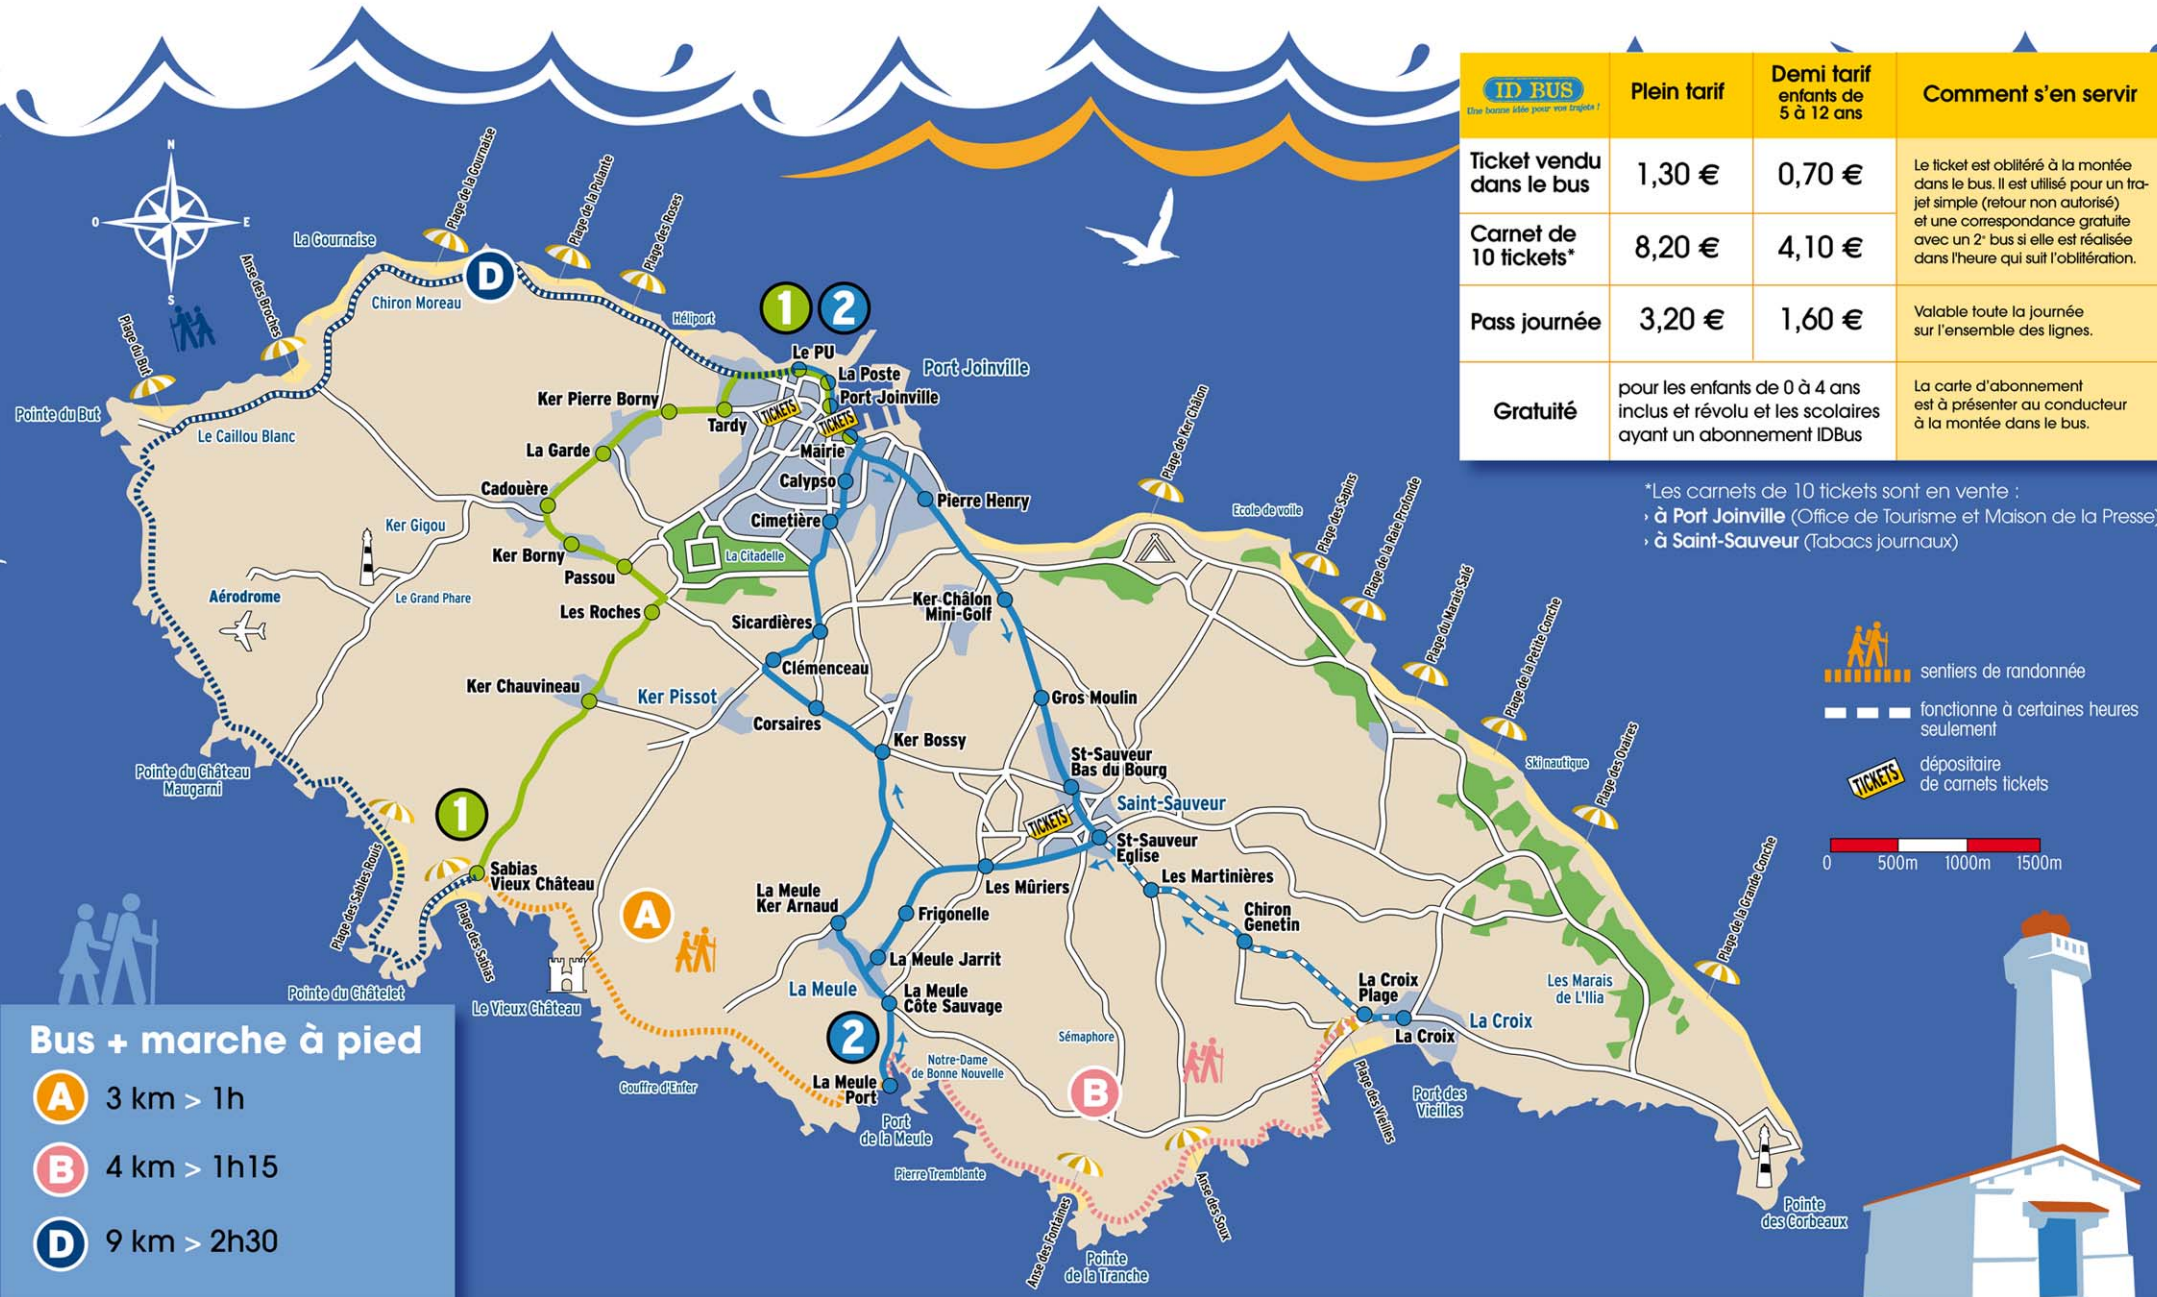 ID BUS
Une bonne idée pour vos trajets !
Plein tarif
Demi tarif
enfants de
5 à 12 ans
Comment s'en servir
Ticket vendu
dans le bus
1,30 €
0,70 €
Le ticket est oblitéré à la montée
dans le bus. Il est utilisé pour un tra-
jet simple (retour non autorisé)
et une correspondance gratuite
avec un 2e bus si elle est réalisée
dans l'heure qui suit l'oblitération.
Carnet de
10 tickets*
8,20 €
4,10 €
Pass journée
3,20 €
1,60 €
Valable toute la journée
sur l'ensemble des lignes.
Gratuité
pour les enfants de 0 à 4 ans
inclus et révolu et les scolaires
ayant un abonnement IDBus
La carte d'abonnement
est à présenter au conducteur
à la montée dans le bus.
*Les carnets de 10 tickets sont en vente :
› à Port Joinville (Office de Tourisme et Maison de la Presse)
› à Saint-Sauveur (Tabacs journaux)
sentiers de randonnée
fonctionne à certaines heures
seulement
TICKETS
dépositaire
de carnets tickets
0 500m 1000m 1500m
N
O
E
S
Plage de la Gournaise
Plage de la Pulante
Plage des Roses
La Gournaise
Anse des Broches
D
Chiron Moreau
Plage du But
Héliport
1
2
Le PU
La Poste
Port Joinville
Port Joinville
Pointe du But
Le Caillou Blanc
Ker Pierre Borny
Tardy
TICKETS
TICKETS
La Garde
Mairie
Plage de Ker Châlon
Cadouère
Calypso
Pierre Henry
Ker Gigou
Cimetière
Ecole de voile
Plage des Sapins
Plage de la Raie Profonde
Ker Borny
La Citadelle
Passou
Aérodrome
Le Grand Phare
Les Roches
Ker Châlon
Mini-Golf
Sicardières
Plage du Marais Salé
Plage de la Petite Conche
Clémenceau
Ker Chauvineau
Ker Pissot
Gros Moulin
Corsaires
Ker Bossy
St-Sauveur
Bas du Bourg
Pointe du Château
Maugarni
Ski nautique
Plage des Ovaires
1
Saint-Sauveur
TICKETS
St-Sauveur
Eglise
Plage des Sables Rouis
Sabias
Vieux Château
Les Mûriers
Les Martinières
Plage de la Grande Conche
La Meule
Ker Arnaud
A
Frigonelle
Chiron
Genetin
Plage des Sabias
La Meule Jarrit
La Meule
La Croix
Plage
Les Marais
de L'Ilia
Pointe du Châtelet
Le Vieux Château
La Meule
Côte Sauvage
La Croix
La Croix
2
Sémaphore
Notre-Dame
de Bonne Nouvelle
Gouffre d'Enfer
La Meule
Port
B
Plage des Vieilles
Port des
Vieilles
Port
de la Meule
Pierre Tremblante
Anse des Fontaines
Anse des Soux
Pointe
de la Tranche
Pointe
des Corbeaux
Bus + marche à pied
A 3 km > 1h
B 4 km > 1h15
D 9 km > 2h30